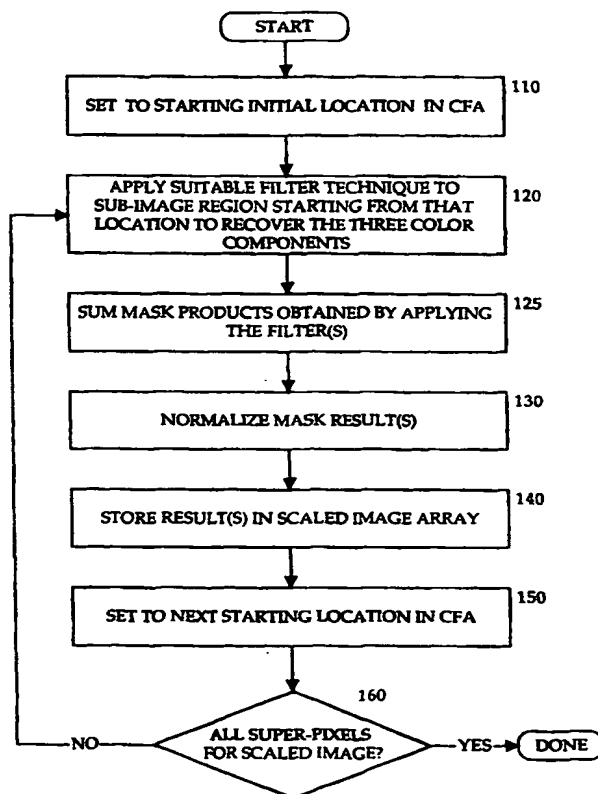 START
110
SET TO STARTING INITIAL LOCATION IN CFA
120
APPLY SUITABLE FILTER TECHNIQUE TO
SUB-IMAGE REGION STARTING FROM THAT
LOCATION TO RECOVER THE THREE COLOR
COMPONENTS
125
SUM MASK PRODUCTS OBTAINED BY APPLYING
THE FILTER(S)
130
NORMALIZE MASK RESULT(S)
140
STORE RESULT(S) IN SCALED IMAGE ARRAY
150
SET TO NEXT STARTING LOCATION IN CFA
160
ALL SUPER-PIXELS
FOR SCALED IMAGE?
NO
YES
DONE